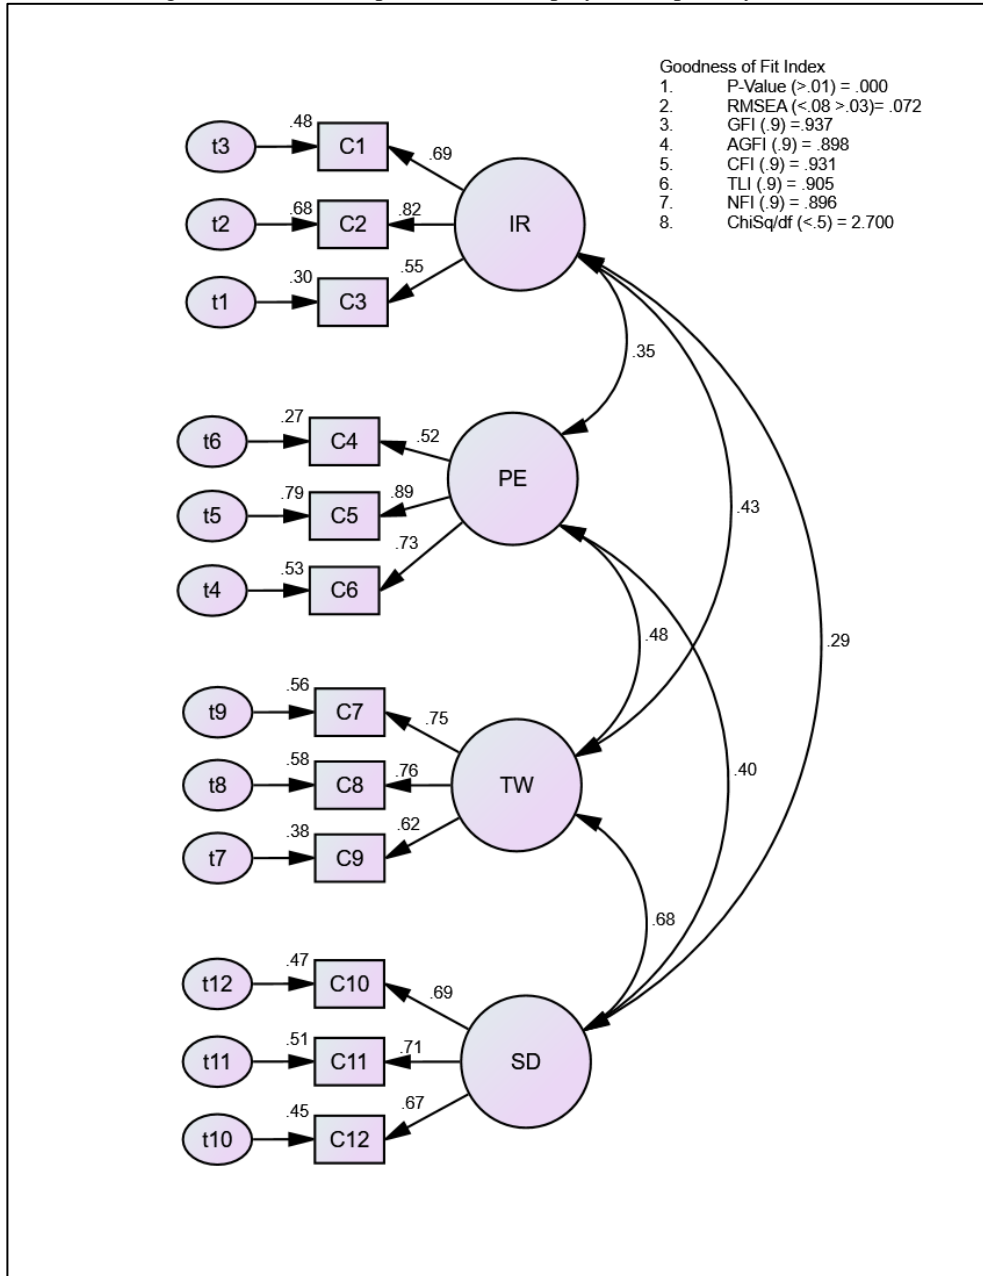 Goodness of Fit Index
1. P-Value (>.01) = .000
2. RMSEA (<.08 >.03)= .072
3. GFI (.9) =.937
4. AGFI (.9) = .898
5. CFI (.9) = .931
6. TLI (.9) = .905
7. NFI (.9) = .896
8. ChiSq/df (<.5) = 2.700
t3 .48 C1 .69
t2 .68 C2 .82 IR
t1 .30 C3 .55
.35
t6 .27 C4 .52
t5 .79 C5 .89 PE
t4 .53 C6 .73
.43
.48
.29
t9 .56 C7 .75
t8 .58 C8 .76 TW
t7 .38 C9 .62
.40
.68
t12 .47 C10 .69
t11 .51 C11 .71 SD
t10 .45 C12 .67